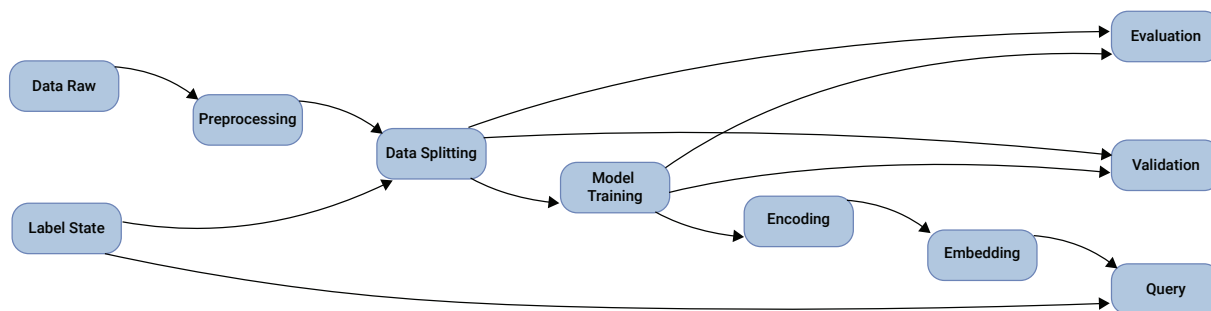 Data Raw
Preprocessing
Data Splitting
Label State
Model
Training
Encoding
Embedding
Evaluation
Validation
Query